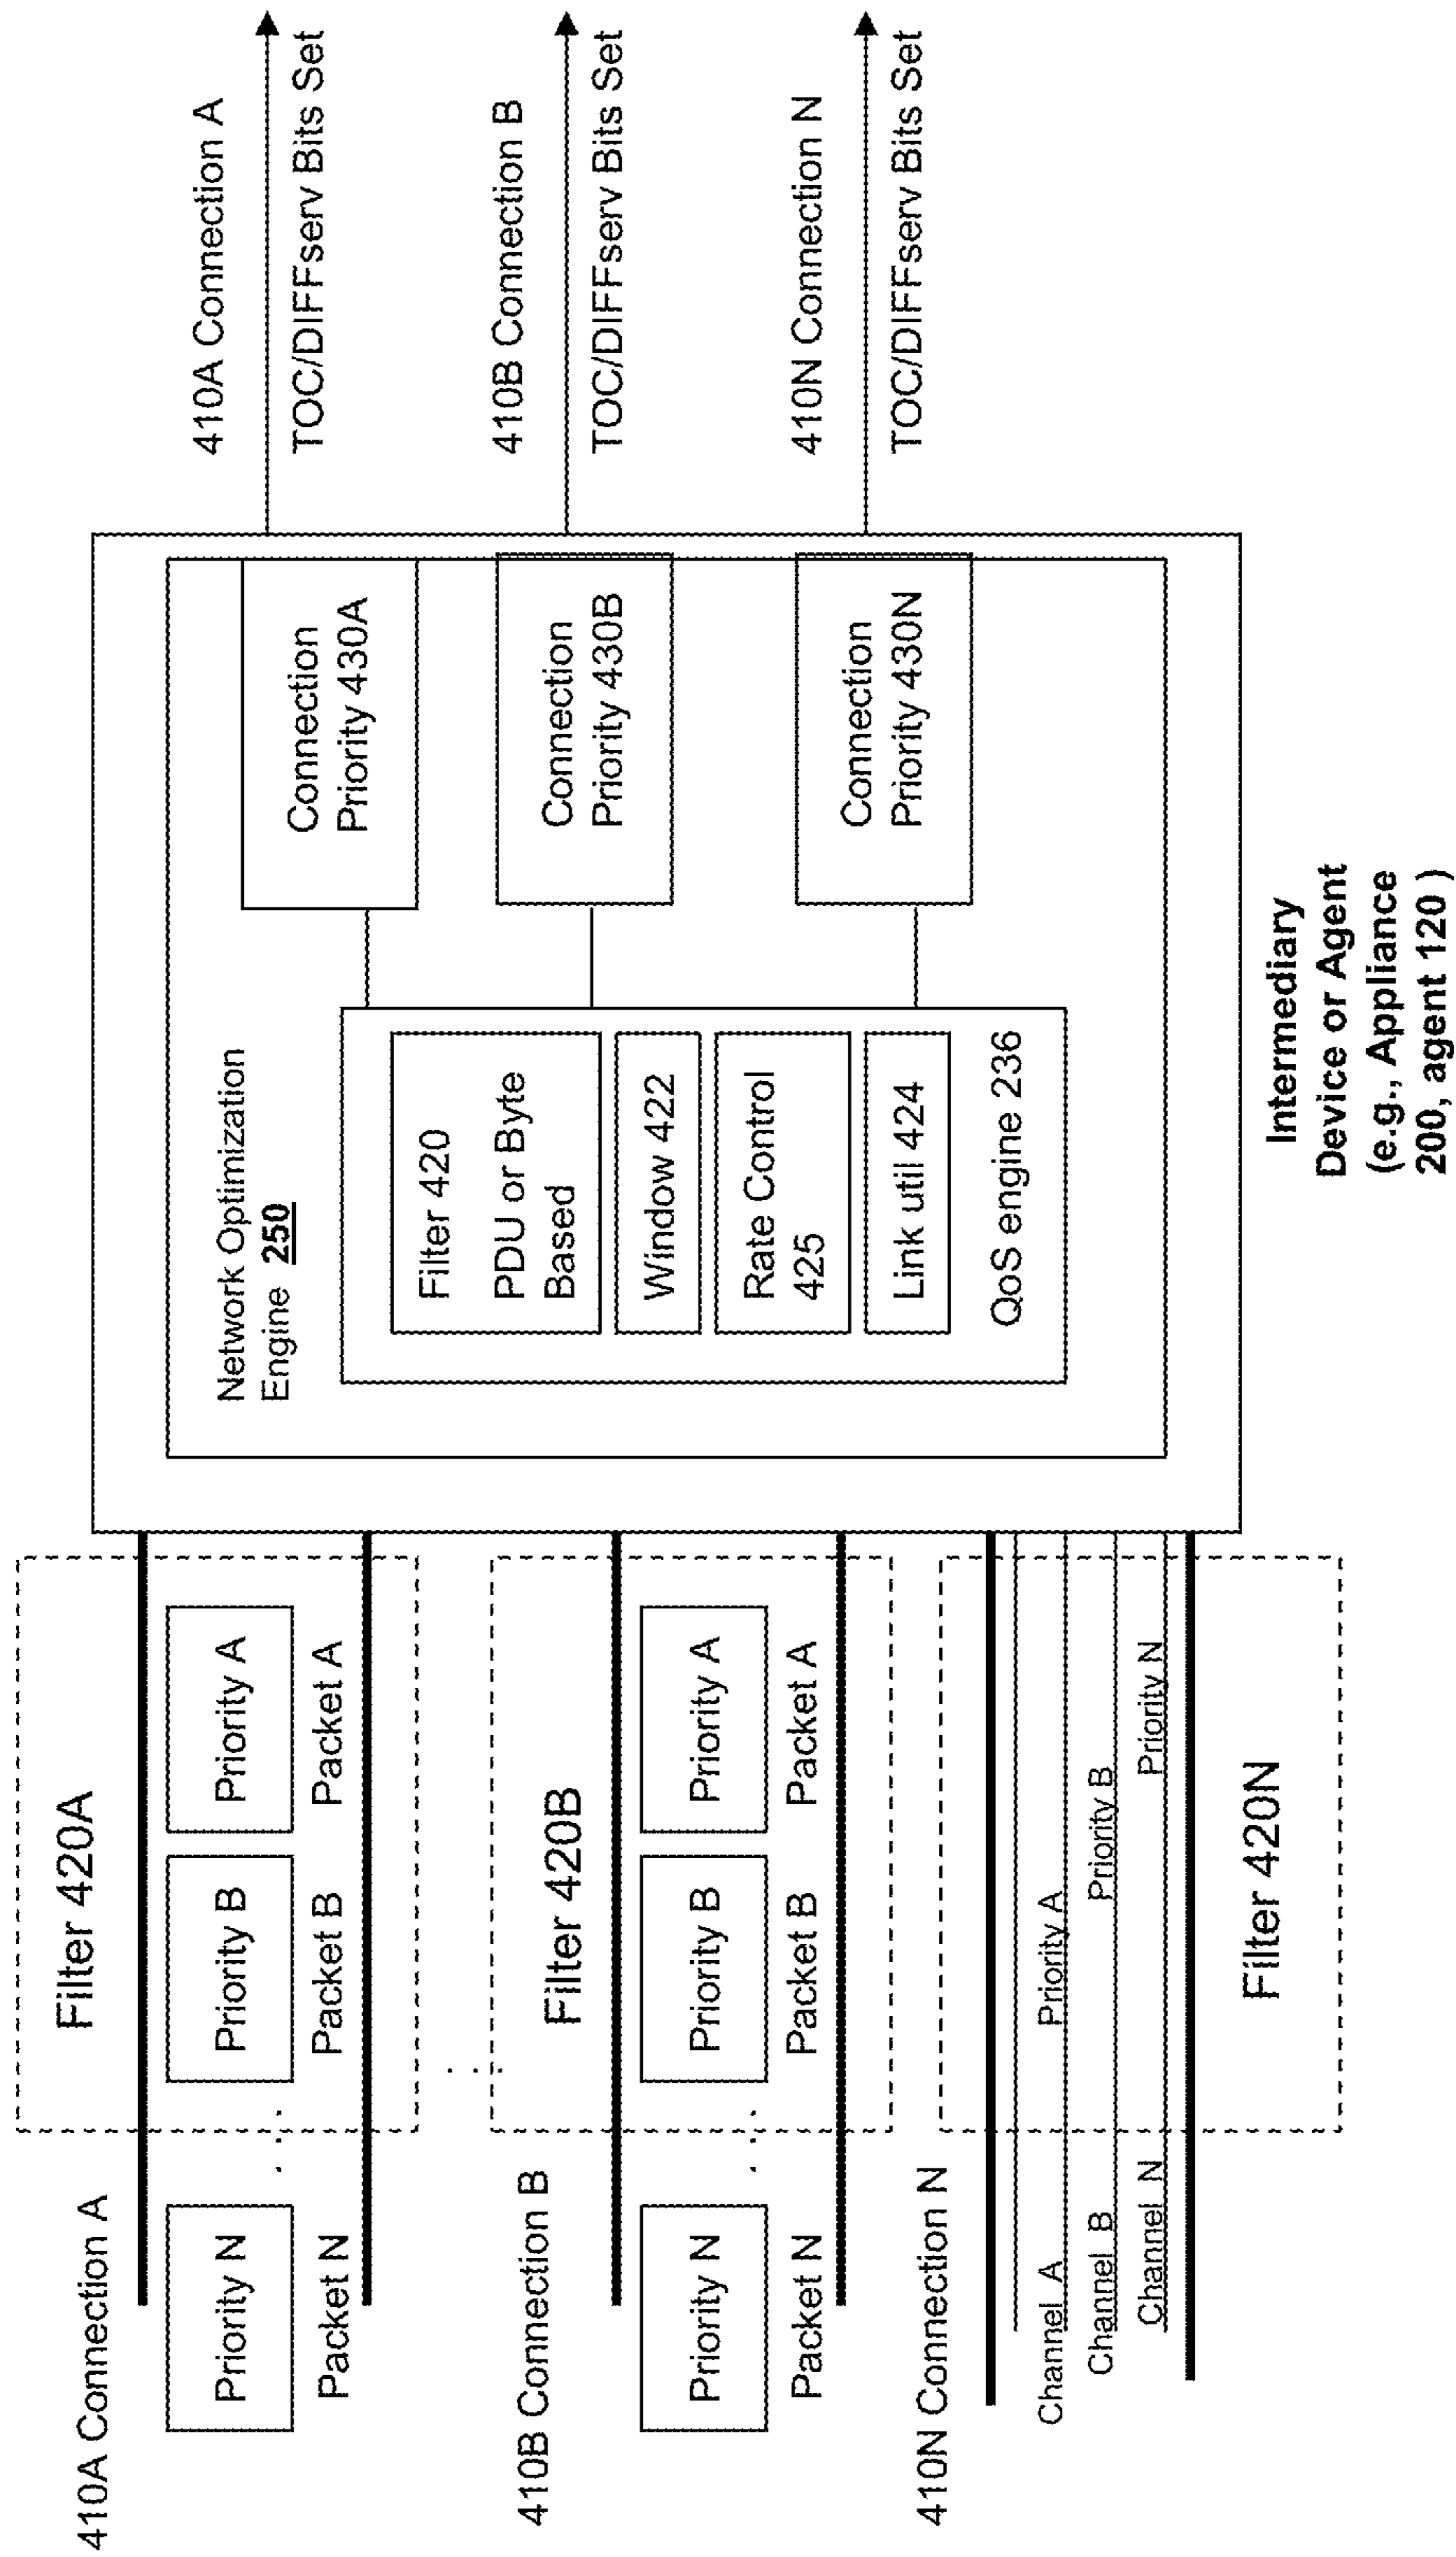 410A Connection A
Filter 420A
Priority N
Priority B
Priority A
Packet N
Packet B
Packet A
. . .
410B Connection B
Filter 420B
Priority N
Priority B
Priority A
Packet N
Packet B
Packet A
. . .
410N Connection N
Channel A
Priority A
Channel B
Priority B
Channel N
Priority N
Filter 420N
Network Optimization
Engine 250
Filter 420
PDU or Byte
Based
Window 422
Rate Control
425
Link util 424
QoS engine 236
Connection
Priority 430A
Connection
Priority 430B
Connection
Priority 430N
Intermediary
Device or Agent
(e.g., Appliance
200, agent 120 )
410A Connection A
TOC/DIFFserv Bits Set
410B Connection B
TOC/DIFFserv Bits Set
410N Connection N
TOC/DIFFserv Bits Set